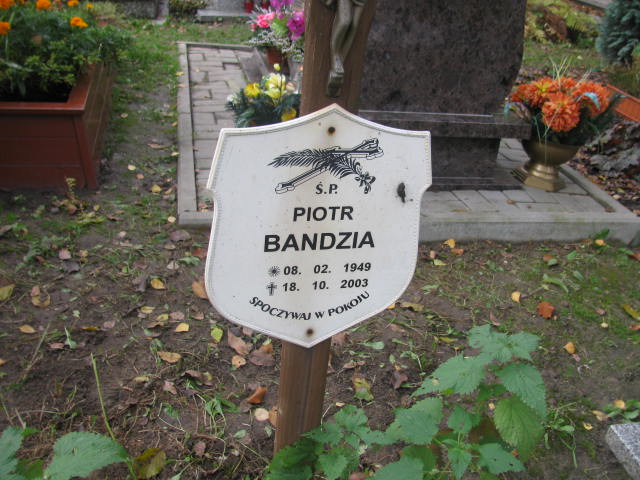 Ś.P.
PIOTR
BANDZIA
08. 02. 1949
18. 10. 2003
SPOCZYWAJ W POKOJU